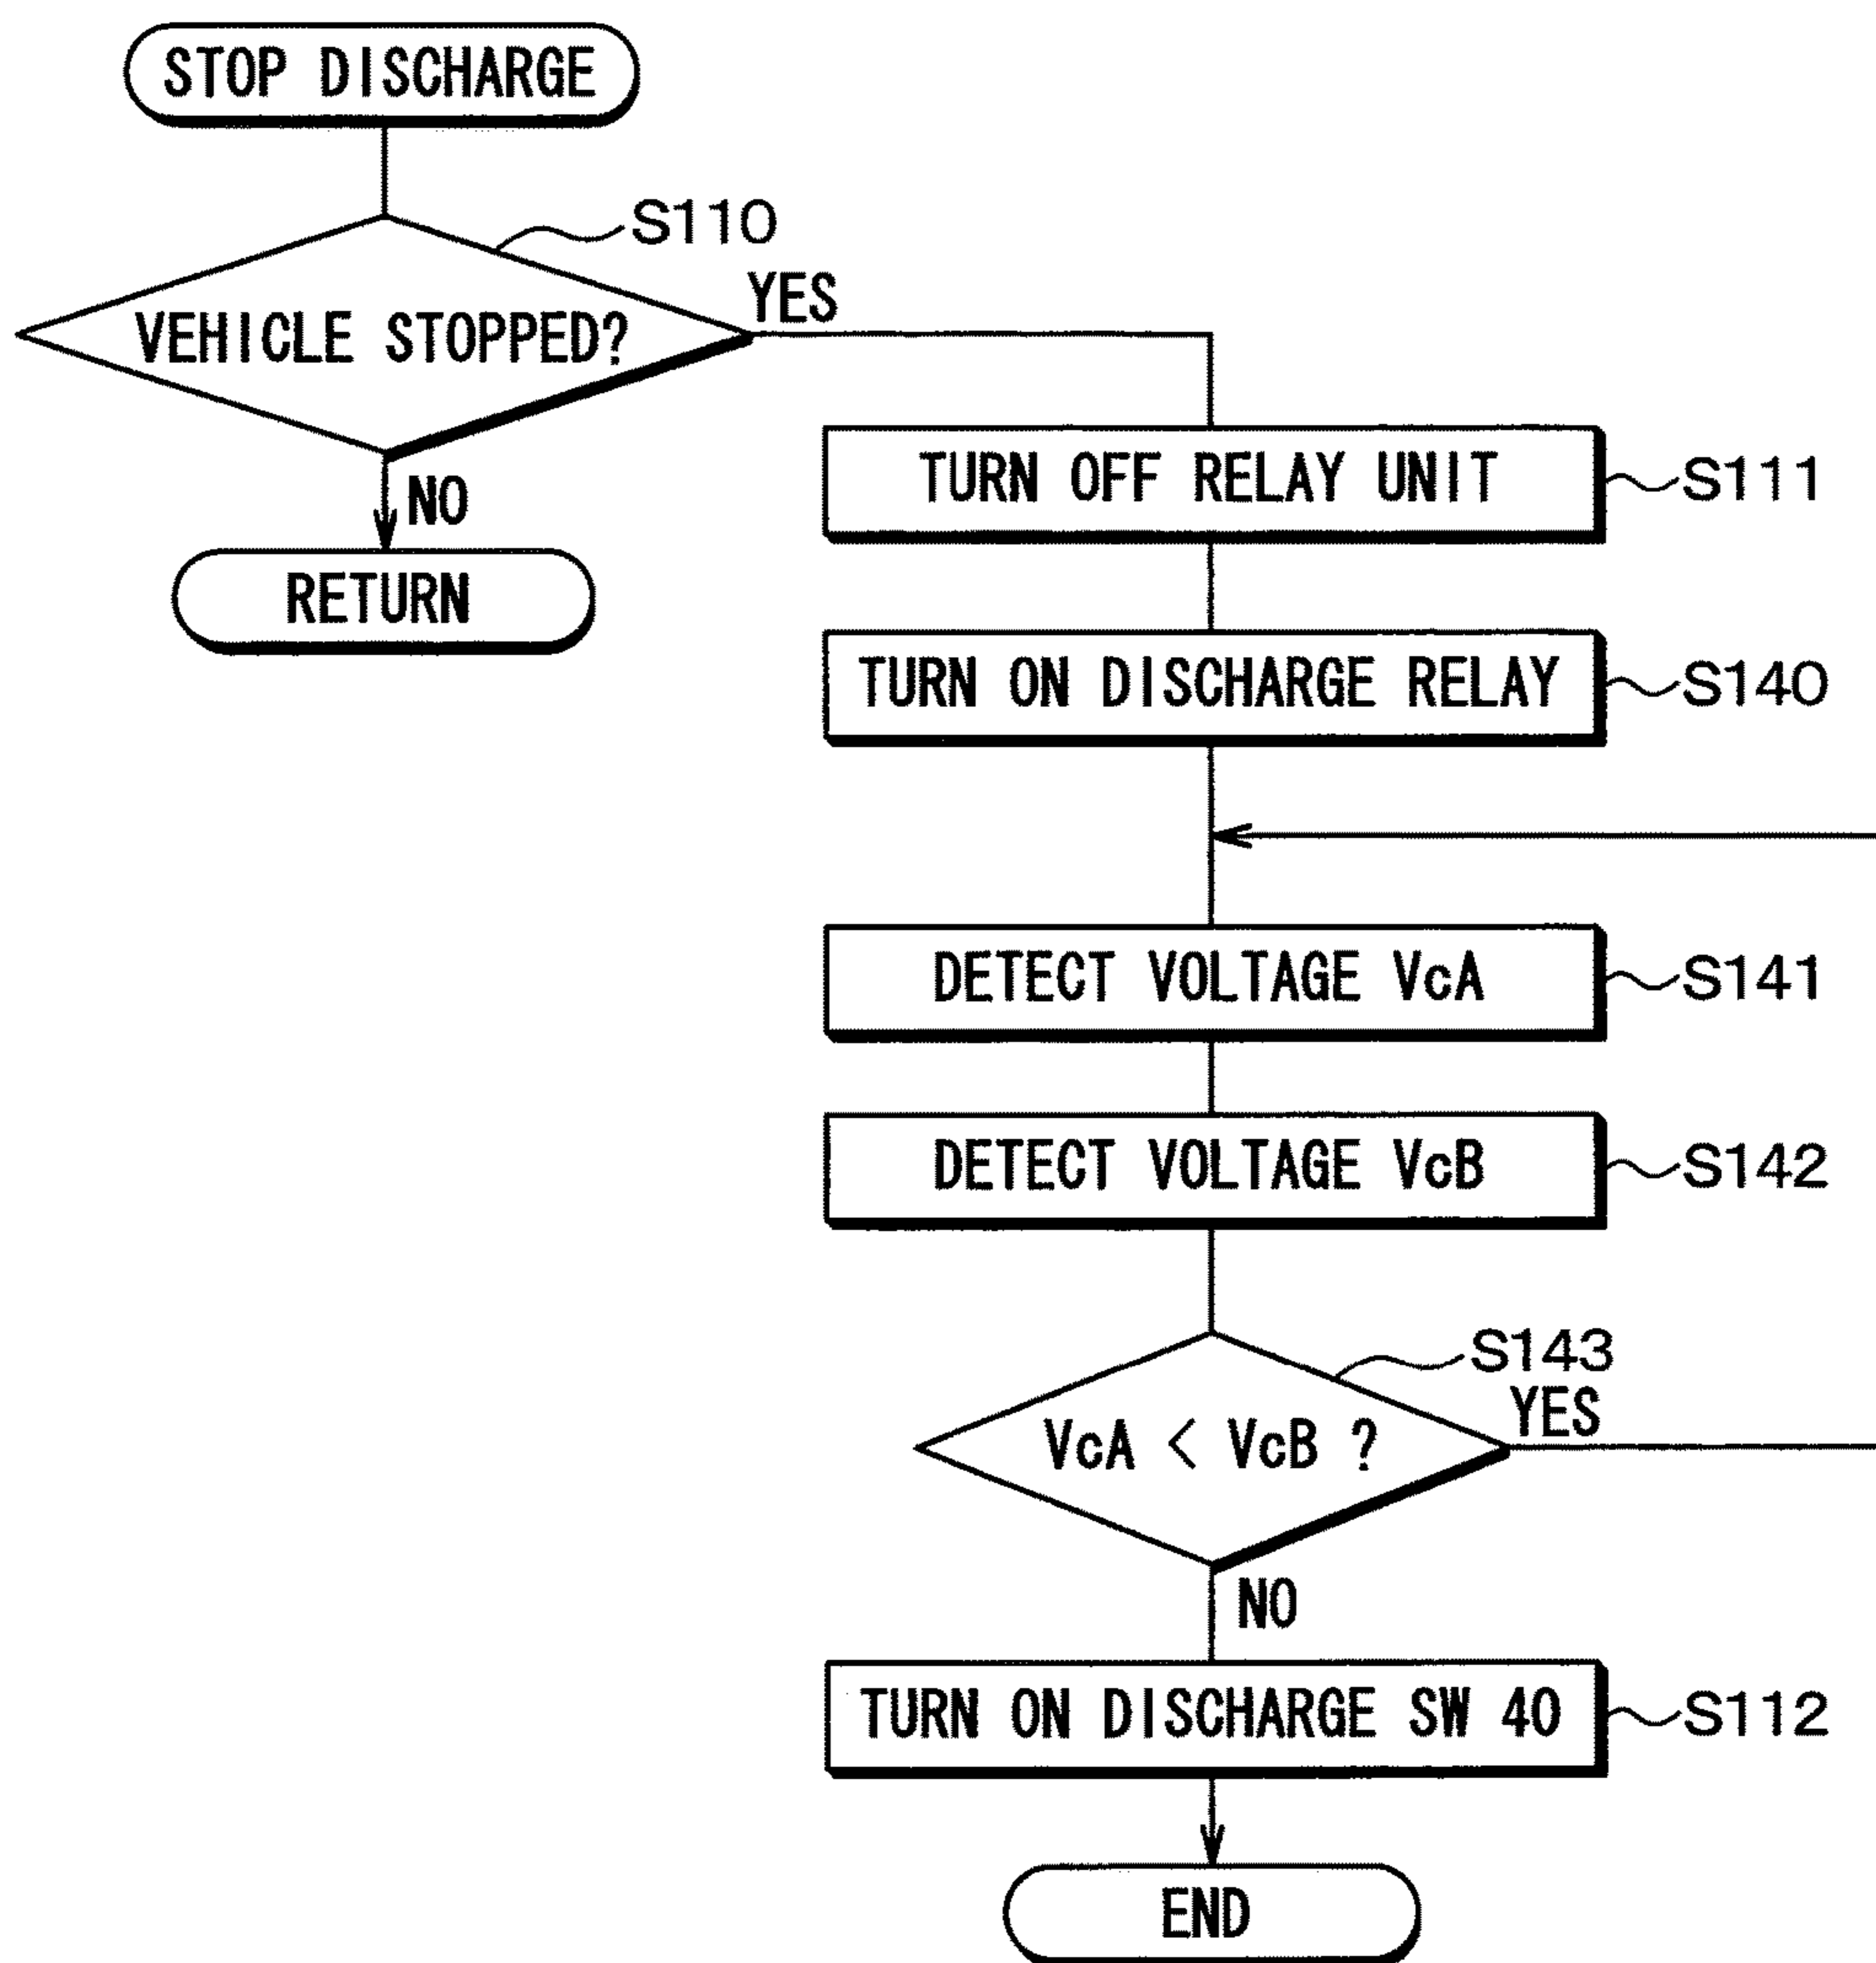 STOP DISCHARGE
S110
VEHICLE STOPPED?
YES
NO
RETURN
TURN OFF RELAY UNIT
S111
TURN ON DISCHARGE RELAY
S140
DETECT VOLTAGE VcA
S141
DETECT VOLTAGE VcB
S142
S143
VcA < VcB ?
YES
NO
TURN ON DISCHARGE SW 40
S112
END